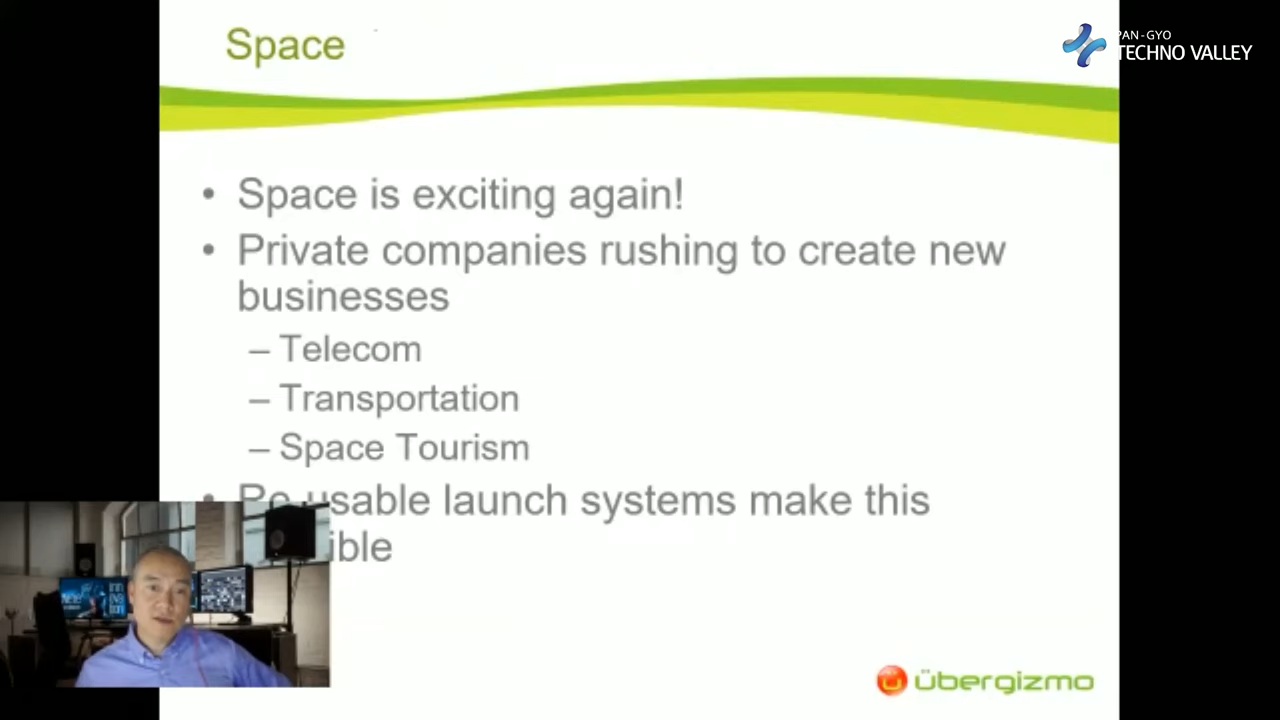 Space
PAN-GYO
TECHNO VALLEY
• Space is exciting again!
• Private companies rushing to create new
businesses
– Telecom
– Transportation
– Space Tourism
• Re-usable launch systems make this
ible
übergizmo